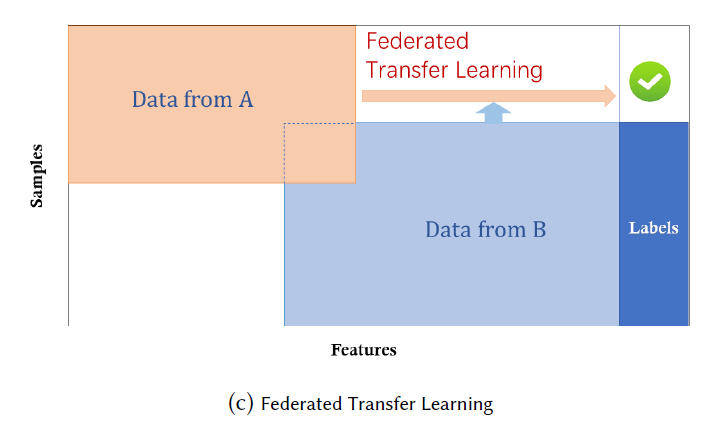 Federated
Transfer Learning
Data from A
Samples
Data from B
Labels
Features
(c) Federated Transfer Learning